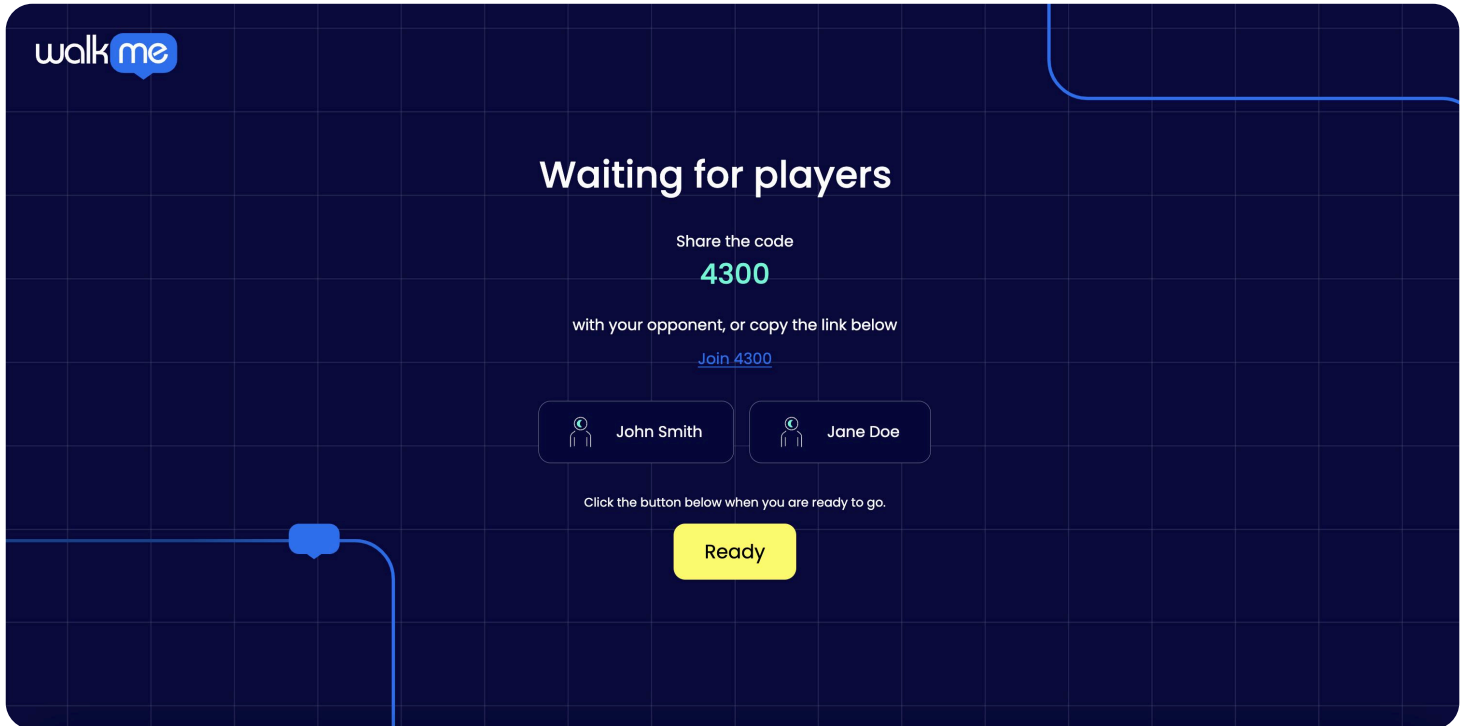 walkme
Waiting for players
Share the code
4300
with your opponent, or copy the link below
Join 4300
John Smith
Jane Doe
Click the button below when you are ready to go.
Ready